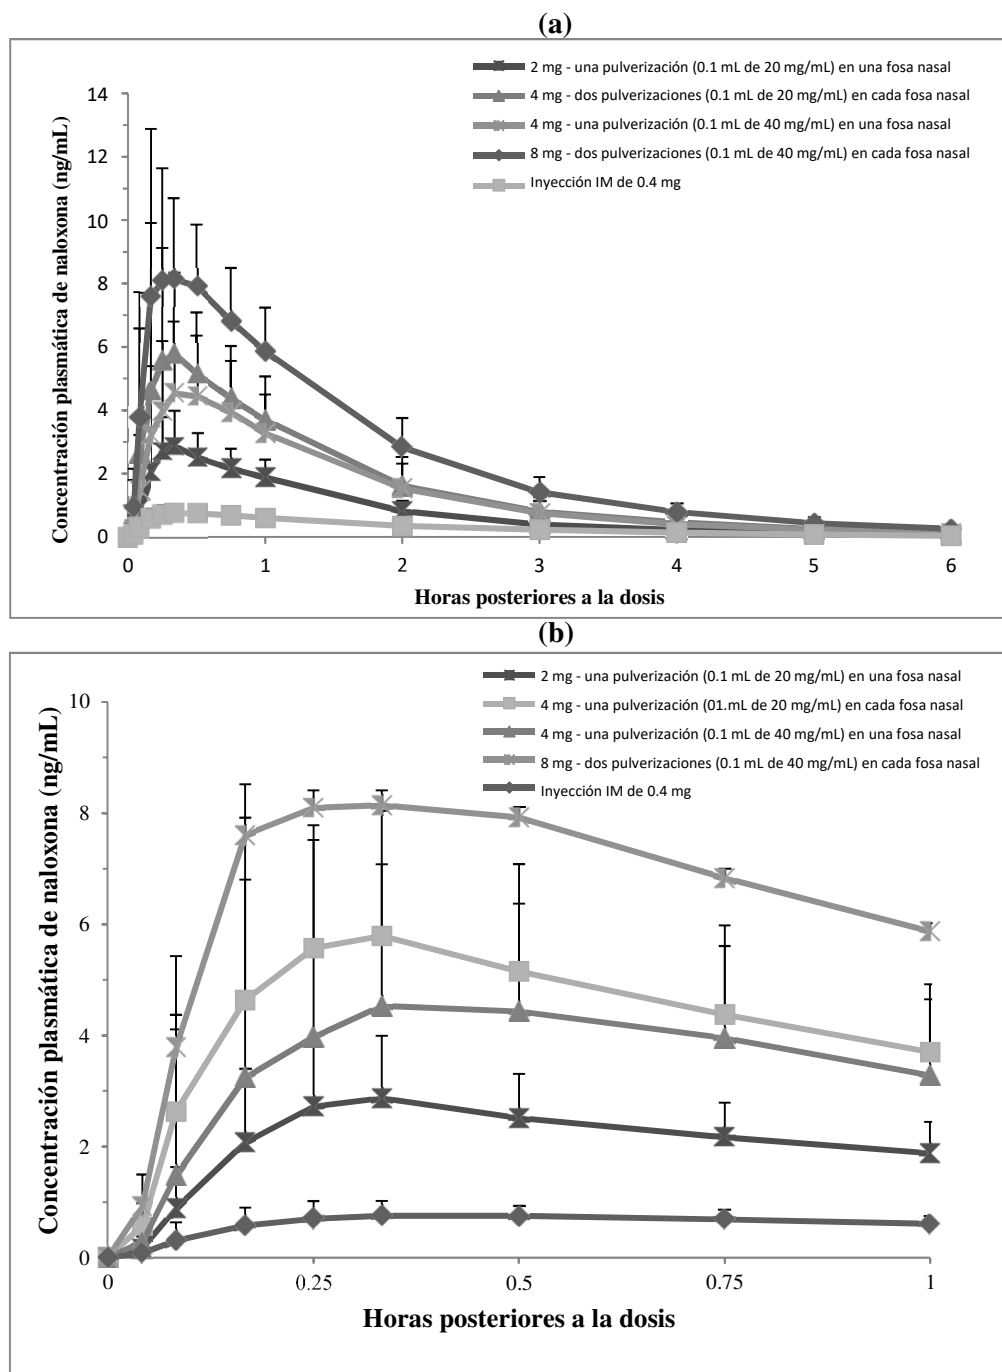 (a)
2 mg - una pulverización (0.1 mL de 20 mg/mL) en una fosa nasal
4 mg - dos pulverizaciones (0.1 mL de 20 mg/mL) en cada fosa nasal
4 mg - una pulverización (0.1 mL de 40 mg/mL) en una fosa nasal
8 mg - dos pulverizaciones (0.1 mL de 40 mg/mL) en cada fosa nasal
Inyección IM de 0.4 mg
Concentración plasmática de naloxona (ng/mL)
14
12
10
8
6
4
2
0
0 1 2 3 4 5 6
Horas posteriores a la dosis
(b)
2 mg - una pulverización (0.1 mL de 20 mg/mL) en una fosa nasal
4 mg - una pulverización (01.mL de 20 mg/mL) en cada fosa nasal
4 mg - una pulverización (0.1 mL de 40 mg/mL) en una fosa nasal
8 mg - dos pulverizaciones (0.1 mL de 40 mg/mL) en cada fosa nasal
Inyección IM de 0.4 mg
Concentración plasmática de naloxona (ng/mL)
10
8
6
4
2
0
0 0.25 0.5 0.75 1
Horas posteriores a la dosis